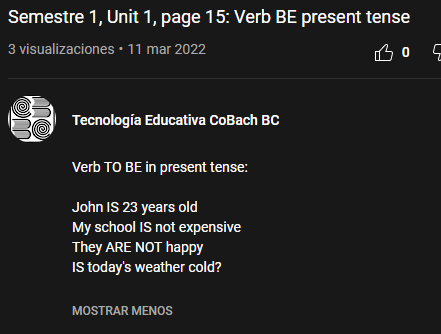 Semestre 1, Unit 1, page 15: Verb BE present tense
3 visualizaciones • 11 mar 2022
0
Tecnología Educativa CoBach BC
Verb TO BE in present tense:
John IS 23 years old
My school IS not expensive
They ARE NOT happy
IS today's weather cold?
MOSTRAR MENOS